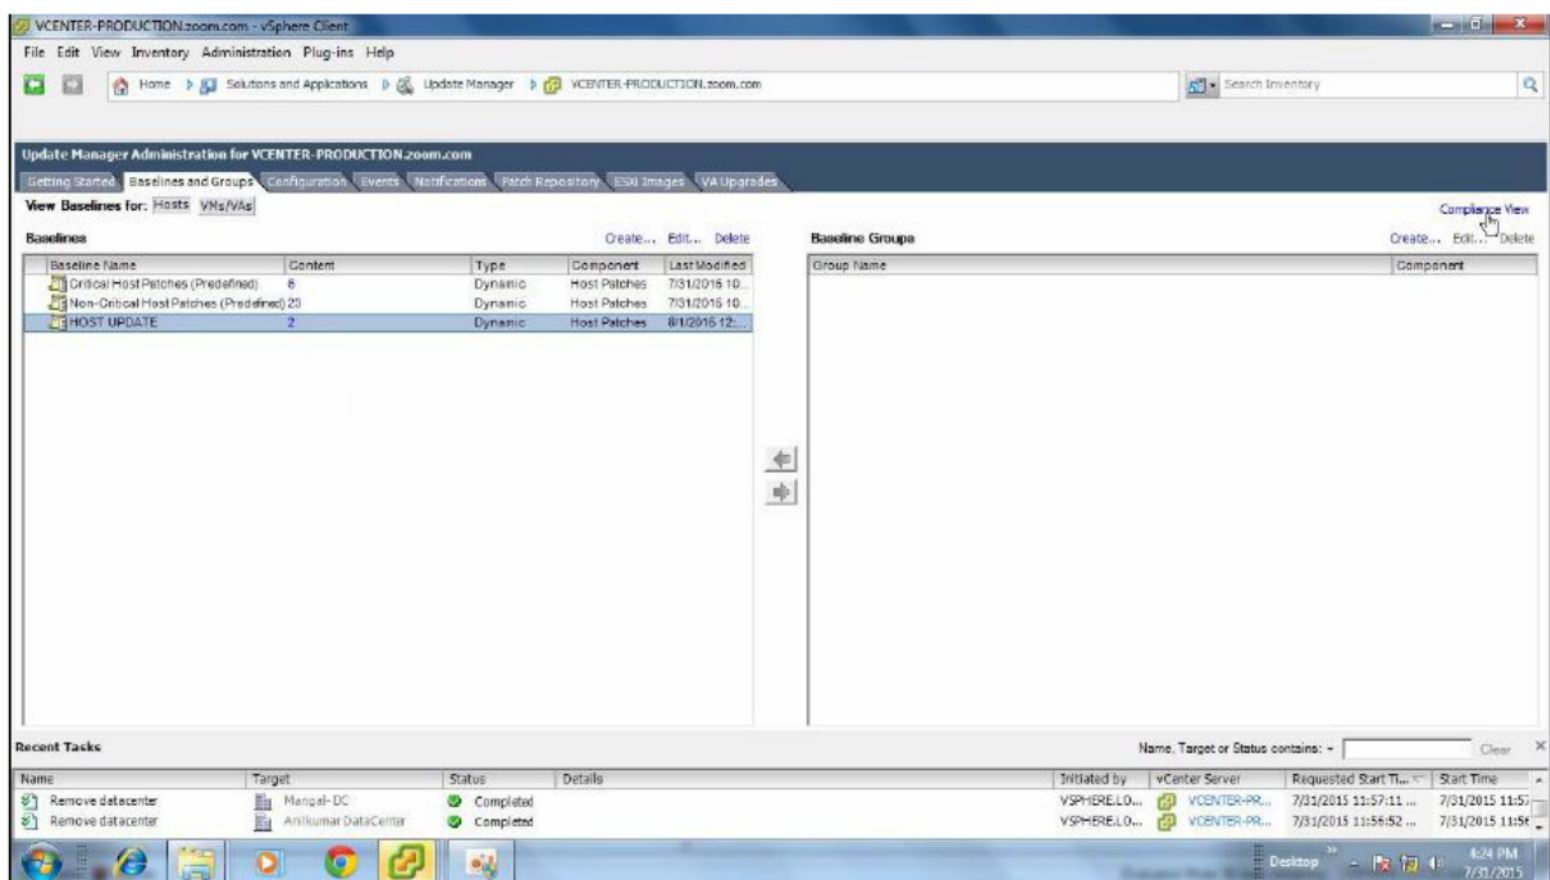 VCENTER-PRODUCTION.zoom.com - vSphere Client
File Edit View Inventory Administration Plug-ins Help
Home Solutions and Applications Update Manager VCENTER-PRODUCTION.zoom.com Search Inventory
Update Manager Administration for VCENTER-PRODUCTION.zoom.com
Getting Started Baselines and Groups Configuration Events Notifications Patch Repository ESXi Images VA Upgrades
View Baselines for: Hosts VMs/VAs
Compliance View
Baselines Create... Edit... Delete Baseline Groups Create... Edit... Delete
Baseline Name Content Type Component Last Modified Group Name Component
Critical Host Patches (Predefined) 6 Dynamic Host Patches 7/31/2015 10...
Non-Critical Host Patches (Predefined) 23 Dynamic Host Patches 7/31/2015 10...
HOST UPDATE 2 Dynamic Host Patches 8/1/2015 12:...
Recent Tasks Name, Target or Status contains: Clear
Name Target Status Details Initiated by vCenter Server Requested Start Ti... Start Time
Remove datacenter Mangal-DC Completed VSPHERE.LO... VCENTER-PR... 7/31/2015 11:57:11 ... 7/31/2015 11:57
Remove datacenter Anilkumar DataCenter Completed VSPHERE.LO... VCENTER-PR... 7/31/2015 11:56:52 ... 7/31/2015 11:56
Desktop 4:24 PM
7/31/2015